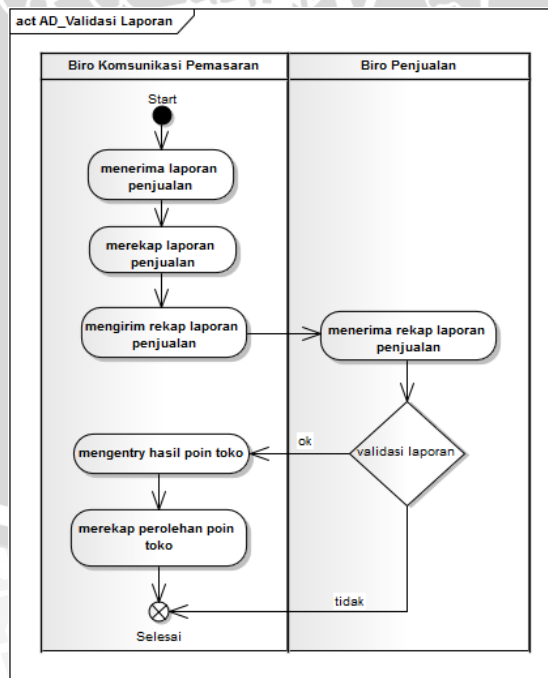 act AD_Validasi Laporan
Biro Komsunikasi Pemasaran
Biro Penjualan
Start
menerima laporan
penjualan
merekap laporan
penjualan
mengirim rekap laporan
penjualan
menerima rekap laporan
penjualan
validasi laporan
ok
mengentry hasil poin toko
merekap perolehan poin
toko
tidak
Selesai